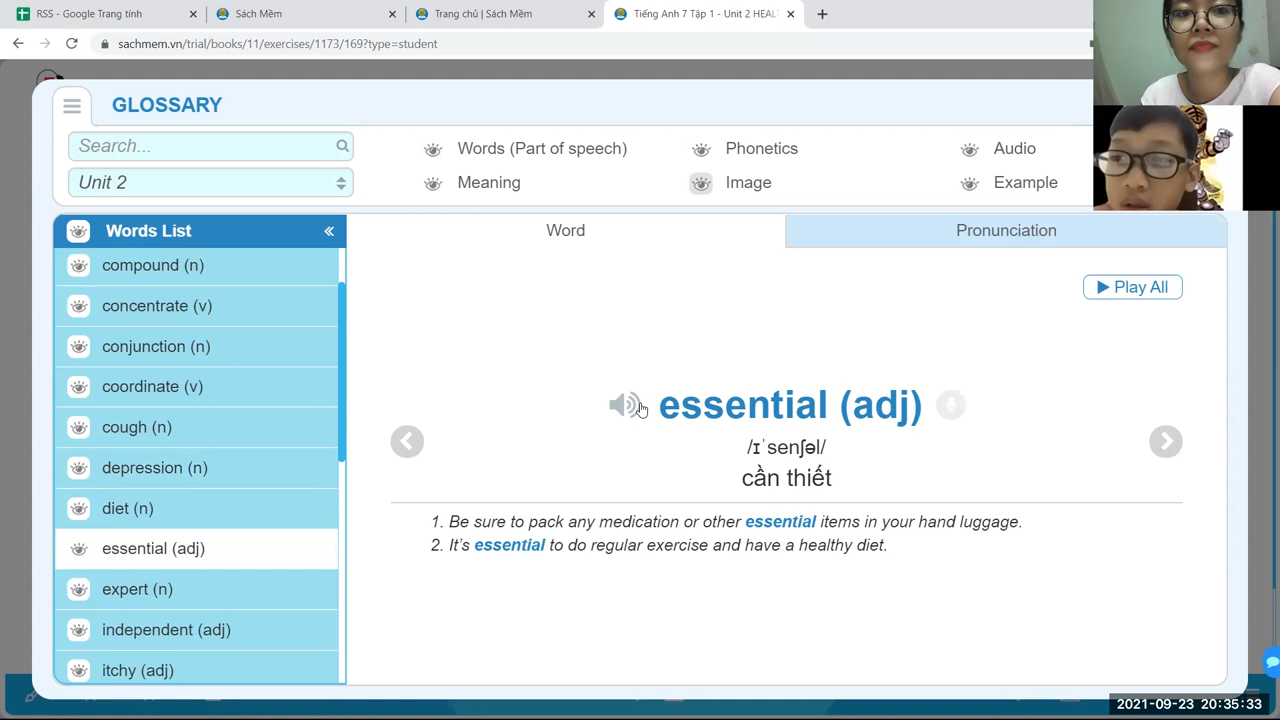 RSS - Google Trang tính
Sách Mềm
Trang chủ | Sách Mềm
Tiếng Anh 7 Tập 1 - Unit 2 HEAL
sachmem.vn/trial/books/11/exercises/1173/169?type=student
GLOSSARY
Search...
Unit 2
Words (Part of speech)
Phonetics
Audio
Meaning
Image
Example
Words List
«
compound (n)
concentrate (v)
conjunction (n)
coordinate (v)
cough (n)
depression (n)
diet (n)
essential (adj)
expert (n)
independent (adj)
itchy (adj)
Word
Pronunciation
Play All
essential (adj)
/ɪˈsenʃəl/
cần thiết
1. Be sure to pack any medication or other essential items in your hand luggage.
2. It's essential to do regular exercise and have a healthy diet.
2021-09-23 20:35:33